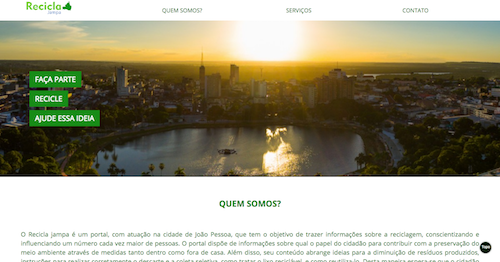 Recicla
jampa
QUEM SOMOS?
SERVIÇOS
CONTATO
FAÇA PARTE
RECICLE
AJUDE ESSA IDEIA
QUEM SOMOS?
O Recicla jampa é um portal, com atuação na cidade de João Pessoa, que tem o objetivo de trazer informações sobre a reciclagem, conscientizando e
influenciando um número cada vez maior de pessoas. O portal dispõe de informações sobre qual o papel do cidadão para contribuir com a preservação do
meio ambiente através de medidas tanto dentro como fora de casa. Além disso, seu conteúdo abrange ideias para a diminuição de resíduos produzidos,
Topo